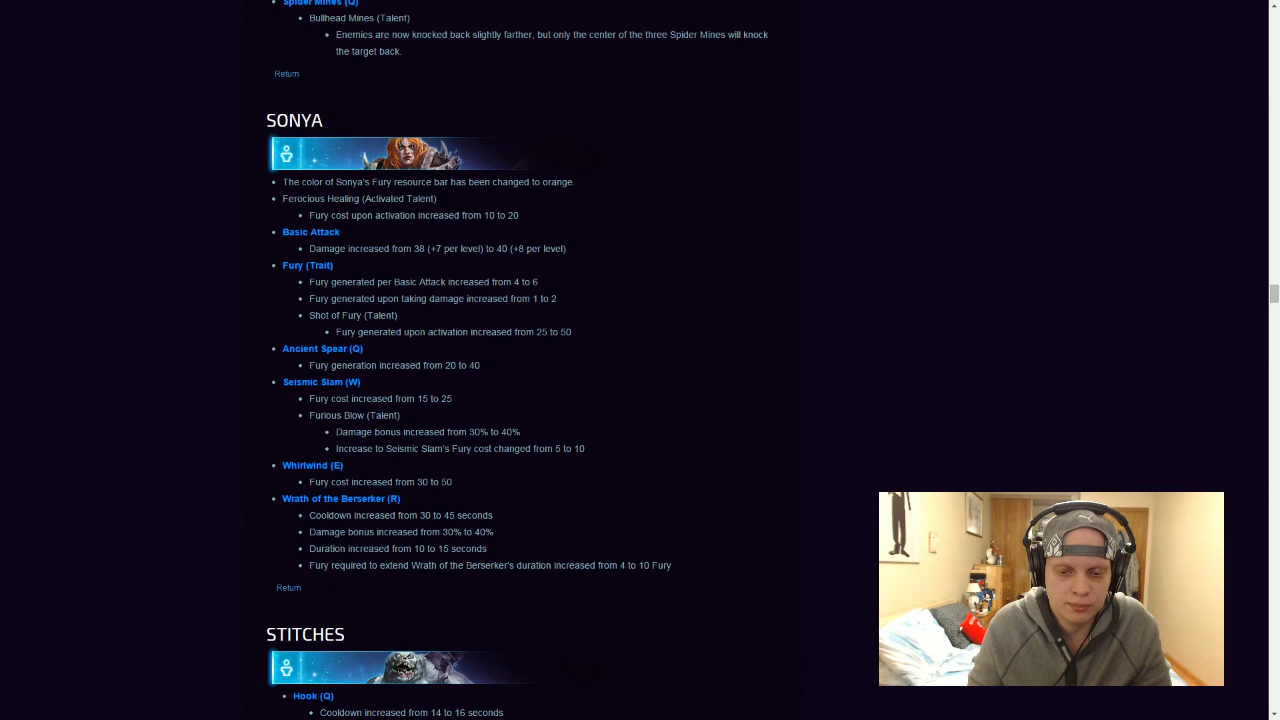 Spider Mines (Q)
Bullhead Mines (Talent)
Enemies are now knocked back slightly farther, but only the center of the three Spider Mines will knock
the target back.
Return
SONYA
The color of Sonya's Fury resource bar has been changed to orange.
Ferocious Healing (Activated Talent)
Fury cost upon activation increased from 10 to 20
Basic Attack
Damage increased from 38 (+7 per level) to 40 (+8 per level)
Fury (Trait)
Fury generated per Basic Attack increased from 4 to 6
Fury generated upon taking damage increased from 1 to 2
Shot of Fury (Talent)
Fury generated upon activation increased from 25 to 50
Ancient Spear (Q)
Fury generation increased from 20 to 40
Seismic Slam (W)
Fury cost increased from 15 to 25
Furious Blow (Talent)
Damage bonus increased from 30% to 40%
Increase to Seismic Slam's Fury cost changed from 5 to 10
Whirlwind (E)
Fury cost increased from 30 to 50
Wrath of the Berserker (R)
Cooldown increased from 30 to 45 seconds
Damage bonus increased from 30% to 40%
Duration increased from 10 to 15 seconds
Fury required to extend Wrath of the Berserker's duration increased from 4 to 10 Fury
Return
STITCHES
Hook (Q)
Cooldown increased from 14 to 16 seconds